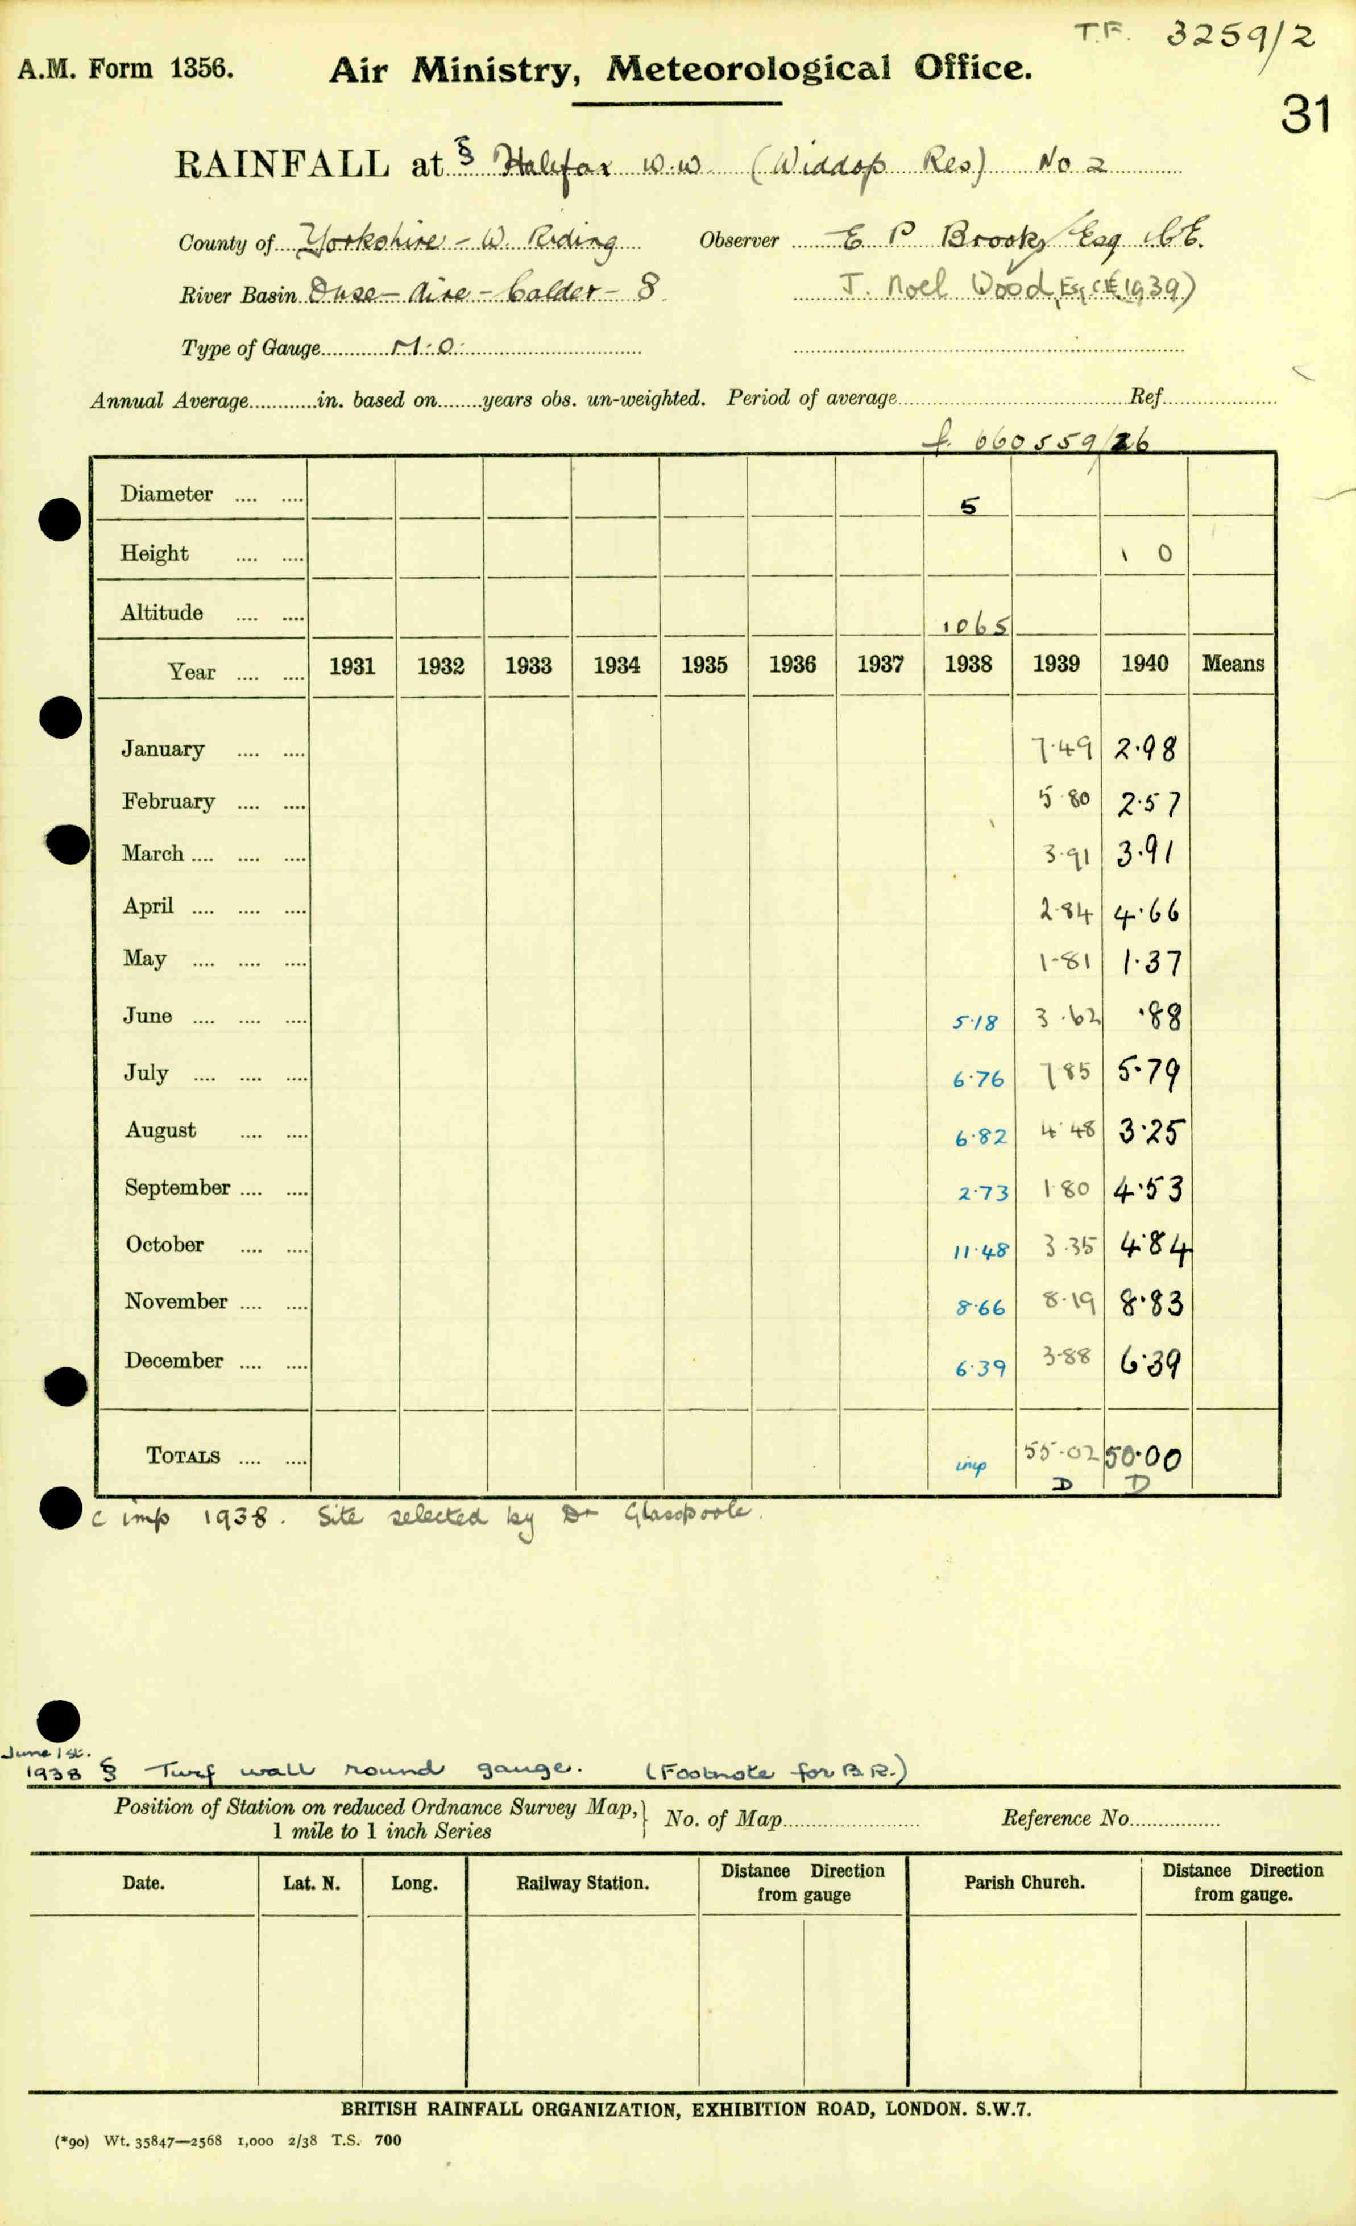 T.F. 3259/2
A.M. Form 1356. Air Ministry, Meteorological Office.
31
RAINFALL at § Halifax W.W. (Widdop Res) No 2
County of Yorkshire - W. Riding Observer E P Brook Esq C.E.
River Basin Ouse - Aire - Calder - 8 J. Noel Wood, Esq C.E. (1939)
Type of Gauge M.O.
Annual Average in. based on years obs. un-weighted. Period of average Ref.
f. 660559/26
Diameter .... .... 5
Height .... .... 1 0
Altitude .... .... 1065
Year .... .... 1931 1932 1933 1934 1935 1936 1937 1938 1939 1940 Means
January .... .... 7.49 2.98
February .... .... 5.80 2.57
March .... .... .... 3.91 3.91
April .... .... .... 2.84 4.66
May .... .... .... 1.81 1.37
June .... .... .... 5.18 3.62 .88
July .... .... .... 6.76 7.85 5.79
August .... .... 6.82 4.48 3.25
September .... .... 2.73 1.80 4.53
October .... .... 11.48 3.35 4.84
November .... .... 8.66 8.19 8.83
December .... .... 6.39 3.88 6.39
TOTALS .... .... imp 55.02 50.00
D D
c imp 1938. Site selected by Dr Glasspoole.
June 1st.
1938 § Turf wall round gauge. (Footnote for B.R.)
Position of Station on reduced Ordnance Survey Map, No. of Map Reference No.
1 mile to 1 inch Series
Date. Lat. N. Long. Railway Station. Distance Direction from gauge Parish Church. Distance Direction from gauge.
BRITISH RAINFALL ORGANIZATION, EXHIBITION ROAD, LONDON. S.W.7.
(*90) Wt. 35847—2568 1,000 2/38 T.S. 700